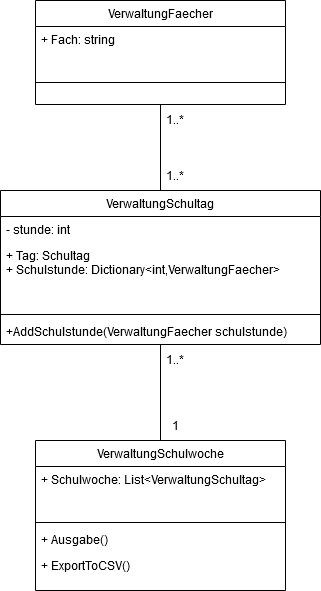 VerwaltungFaecher
+ Fach: string
1..*
1..*
VerwaltungSchultag
- stunde: int
+ Tag: Schultag
+ Schulstunde: Dictionary<int,VerwaltungFaecher>
+AddSchulstunde(VerwaltungFaecher schulstunde)
1..*
1
VerwaltungSchulwoche
+ Schulwoche: List<VerwaltungSchultag>
+ Ausgabe()
+ ExportToCSV()